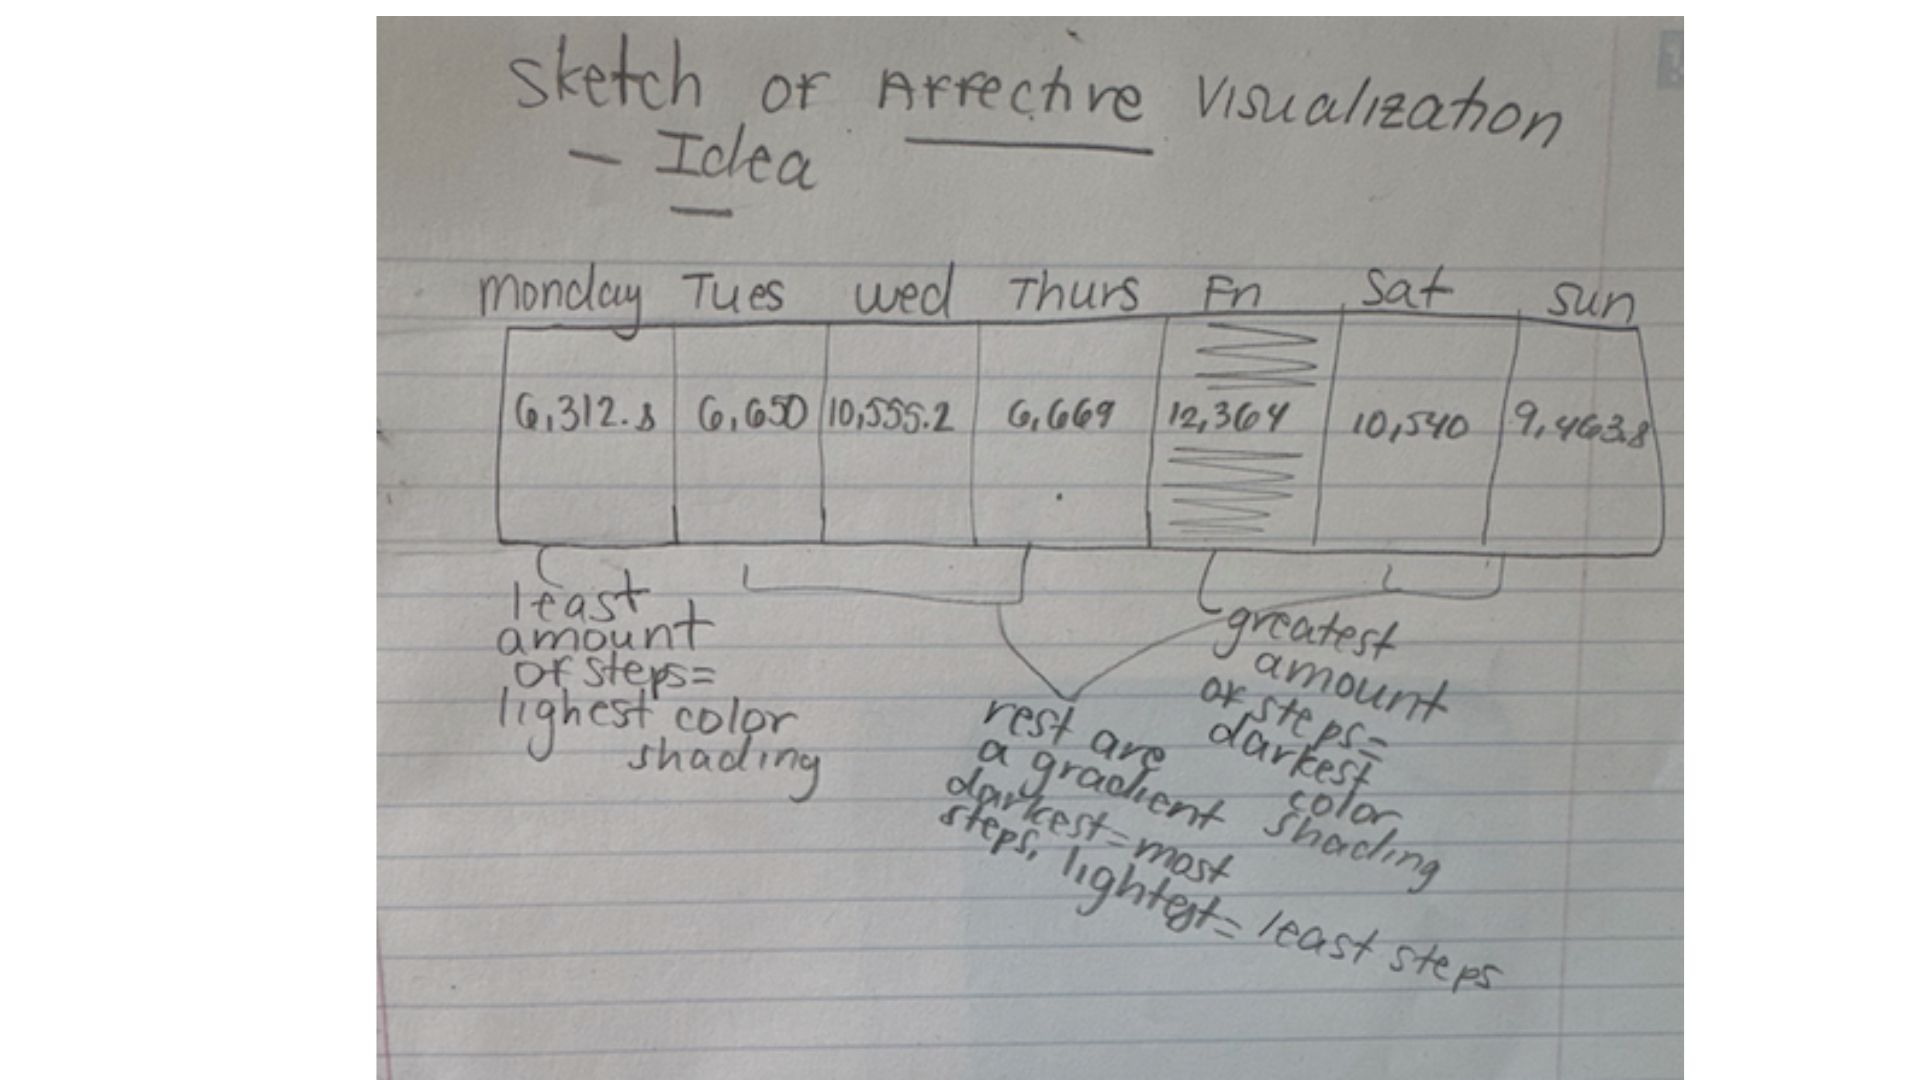 Sketch of Affective Visualization
- Idea
monday Tues wed Thurs Fri Sat sun
6,312.8 6,650 10,555.2 6,669 12,364 10,540 9,463.8
least
amount
of steps=
lighest color
shading
greatest
amount
of steps=
darkest
color
shading
rest are
a gradient
darkest=most
steps, lightest= least steps